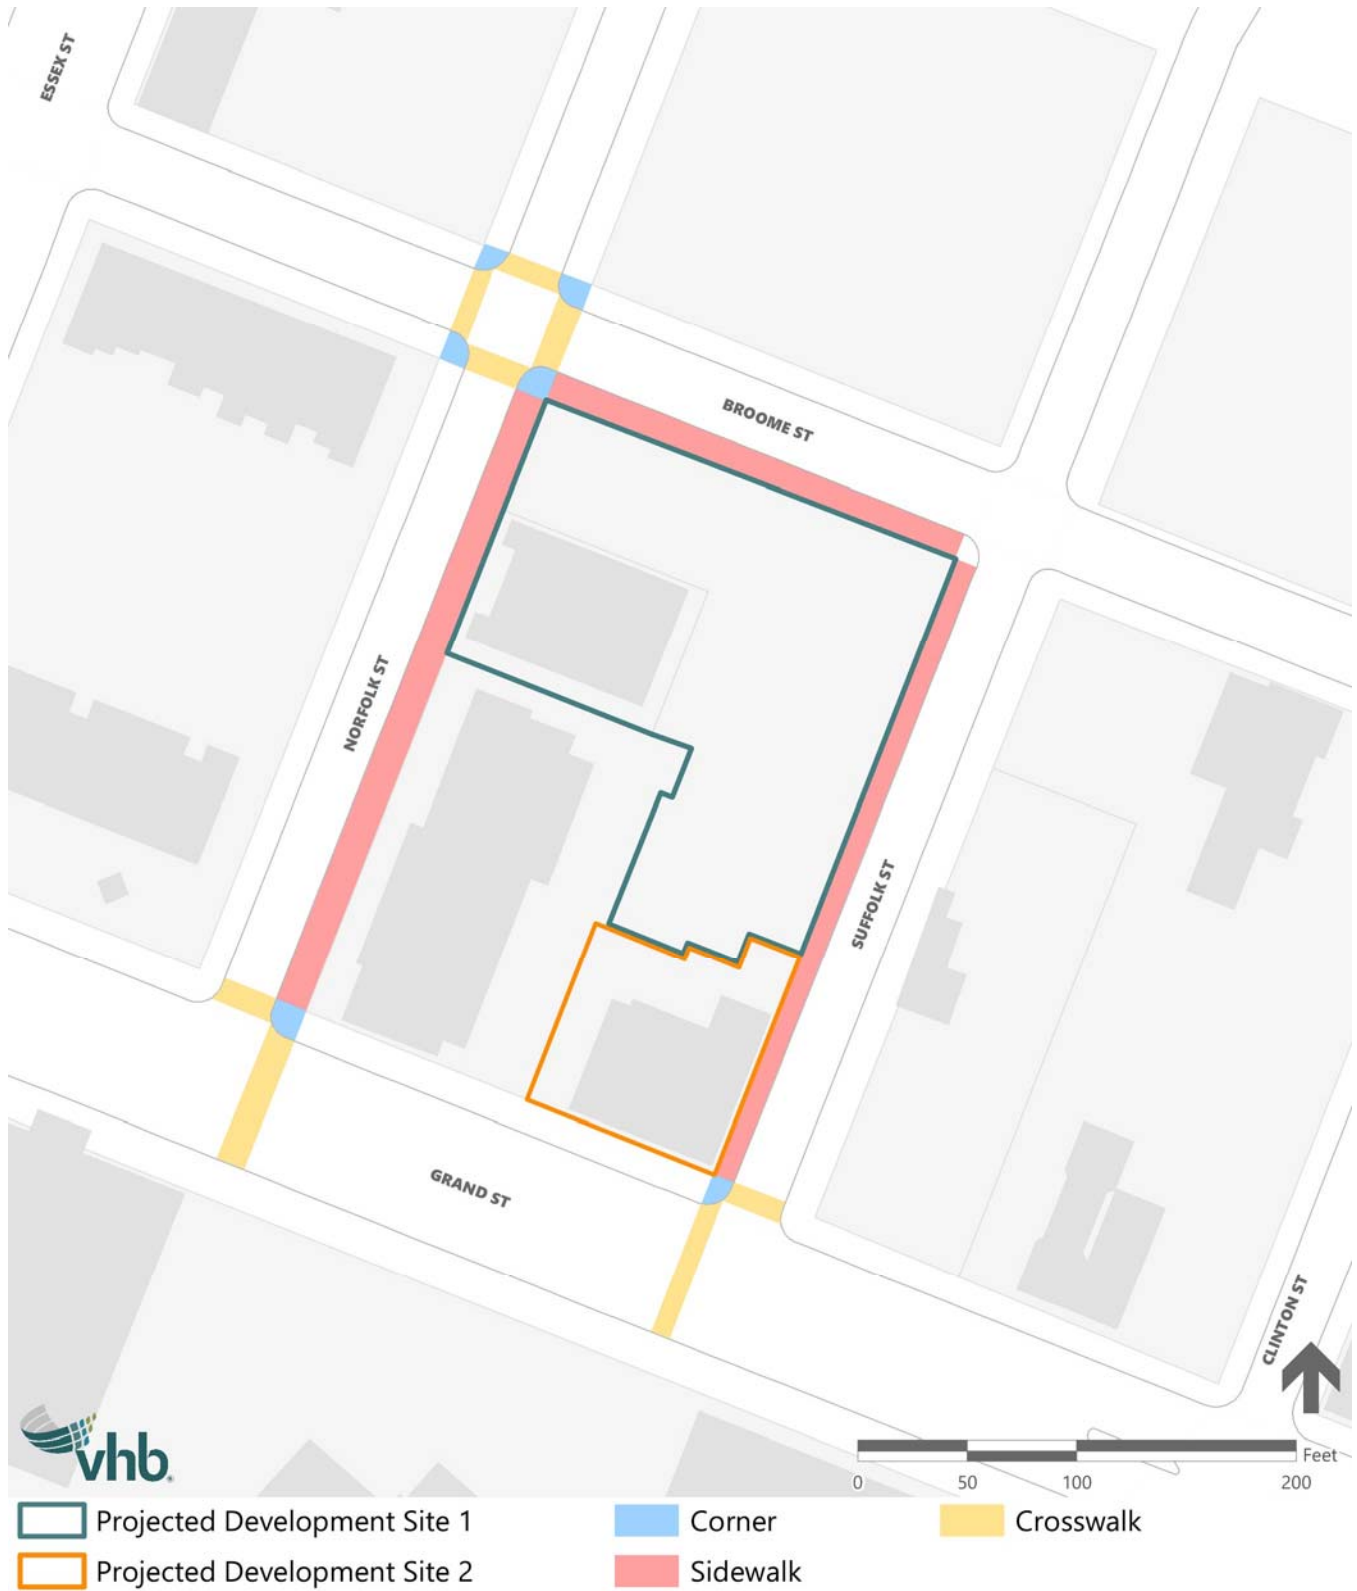 ESSEX ST
BROOME ST
NORFOLK ST
SUFFOLK ST
GRAND ST
CLINTON ST
vhb
Feet
0 50 100 200
Projected Development Site 1
Corner
Crosswalk
Projected Development Site 2
Sidewalk